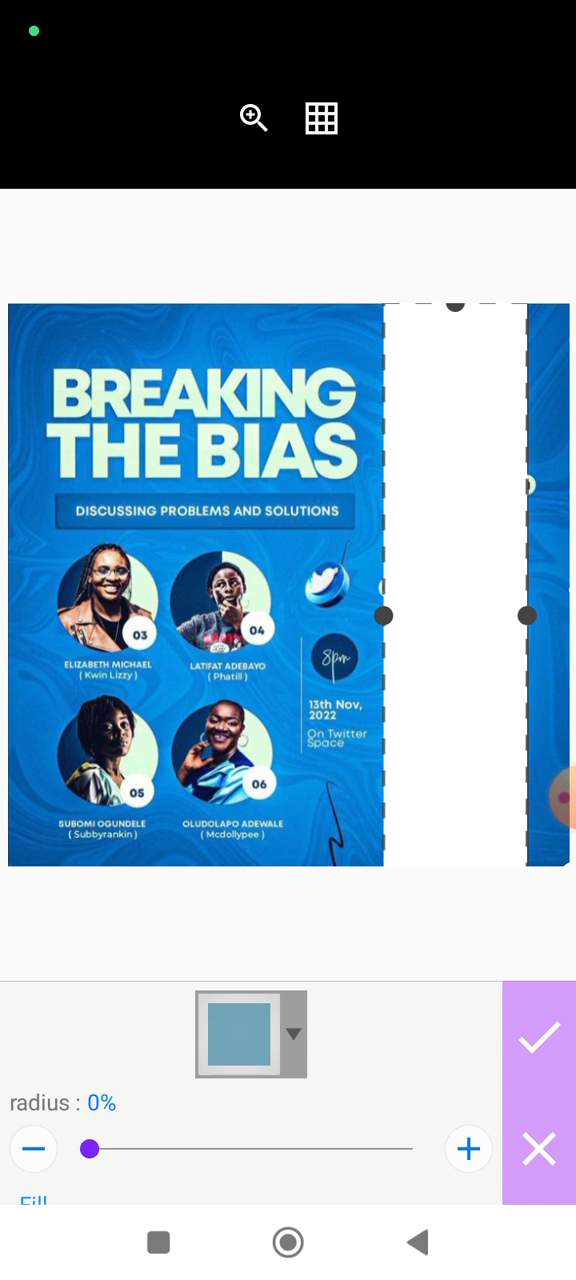 BREAKING
THE BIAS
DISCUSSING PROBLEMS AND SOLUTIONS
03
ELIZABETH MICHAEL
( Kwin Lizzy )
04
LATIFAT ADEBAYO
( Phatill )
8pm
13th Nov,
2022
On Twitter
Space
05
SUBOMI OGUNDELE
( Subbyrankin )
06
OLUDOLAPO ADEWALE
( Mcdollypee )
radius : 0%
Fill